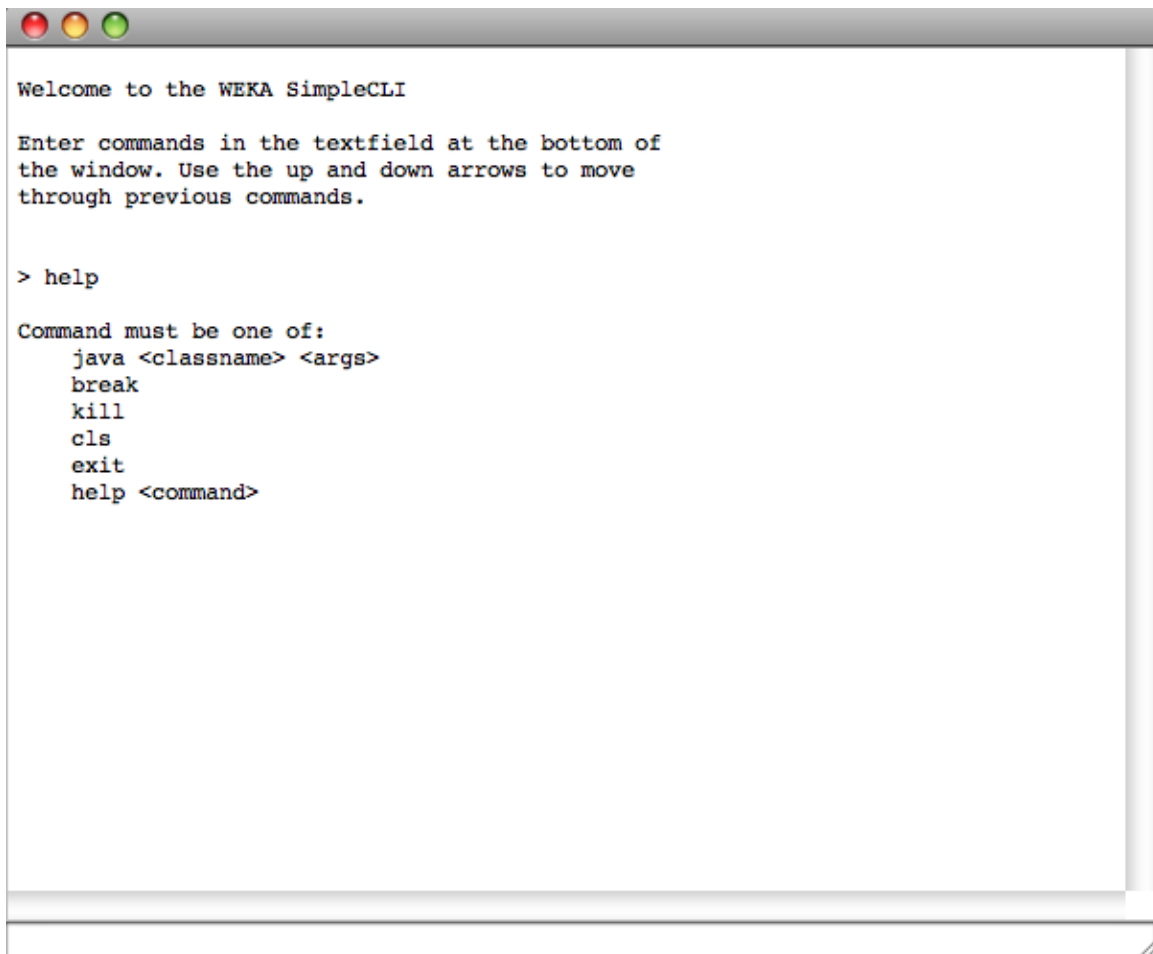 Welcome to the WEKA SimpleCLI
Enter commands in the textfield at the bottom of
the window. Use the up and down arrows to move
through previous commands.
> help
Command must be one of:
    java <classname> <args>
    break
    kill
    cls
    exit
    help <command>